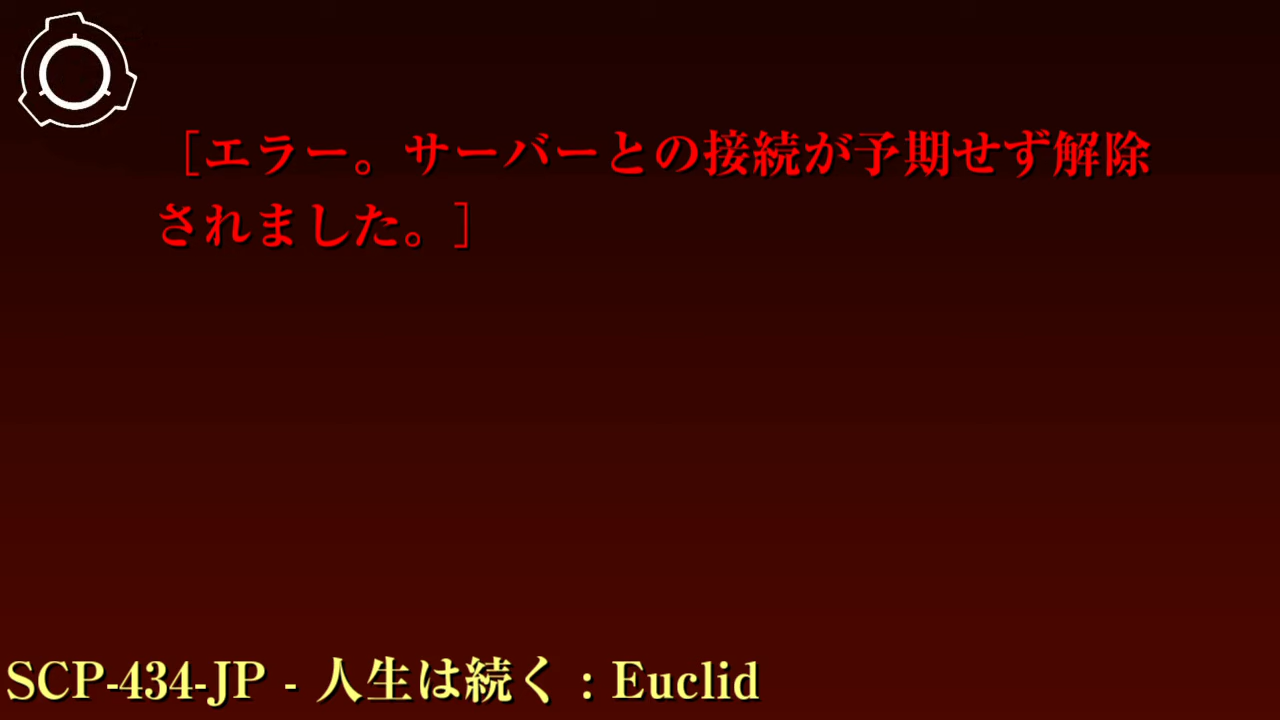 ［エラー。サーバーとの接続が予期せず解除
されました。］
SCP-434-JP - 人生は続く : Euclid